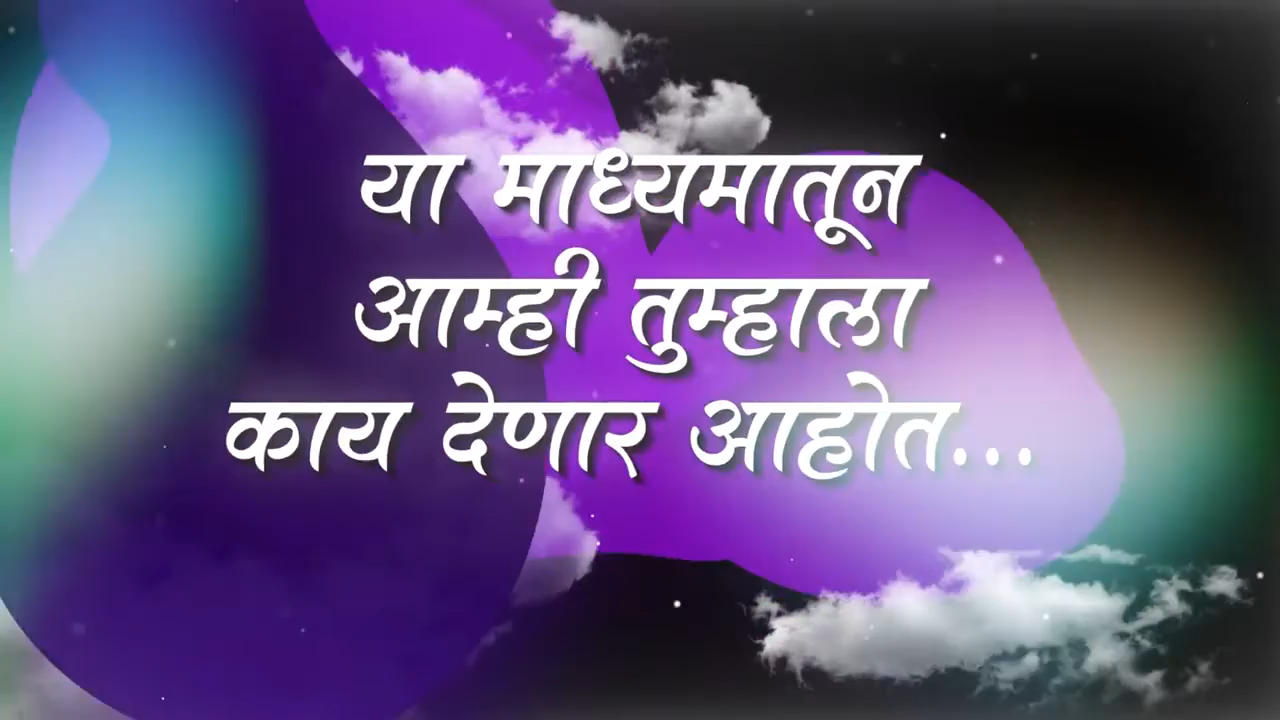 या माध्यमातून
आम्ही तुम्हाला
काय देणार आहोत...